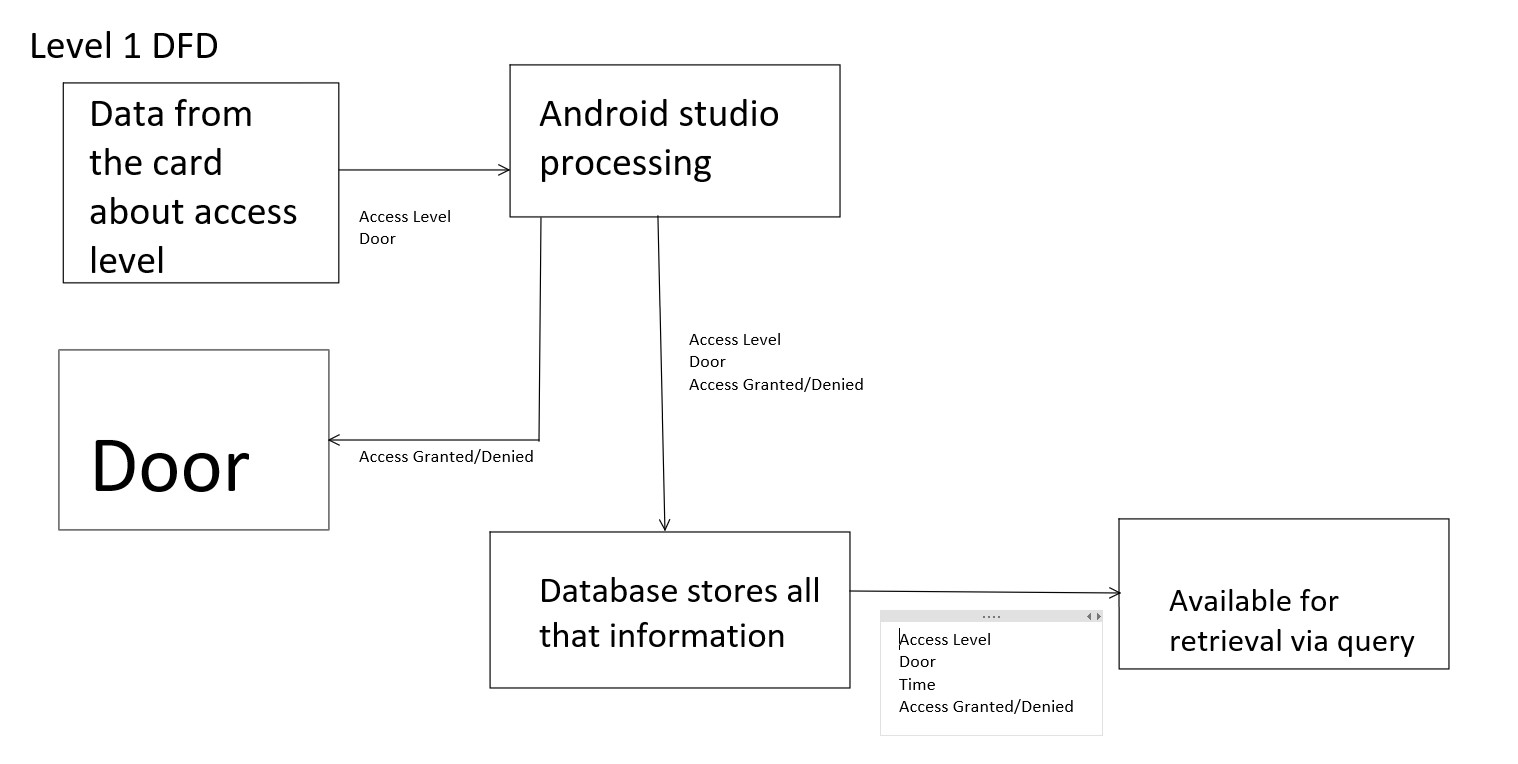 Level 1 DFD
Data from
the card
about access
level
Android studio
processing
Access Level
Door
Access Level
Door
Access Granted/Denied
Door
Access Granted/Denied
Database stores all
that information
Access Level
Door
Time
Access Granted/Denied
Available for
retrieval via query